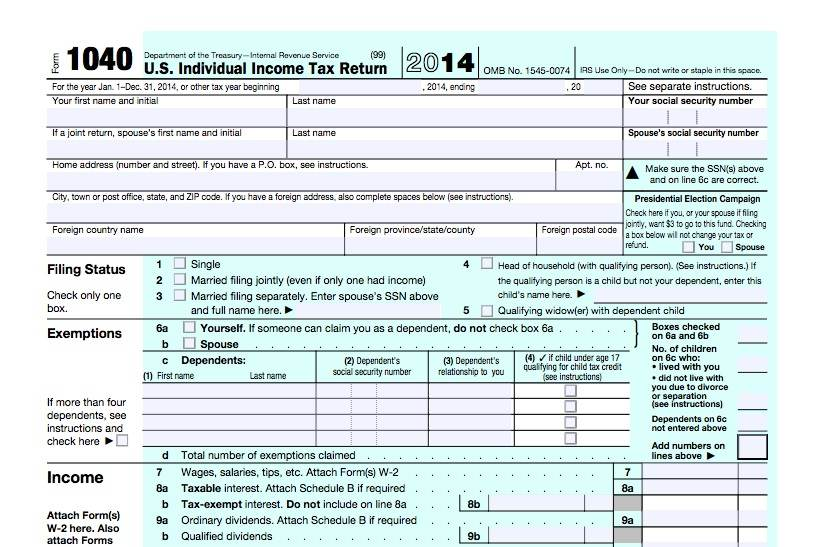 Form 1040 Department of the Treasury—Internal Revenue Service (99)
U.S. Individual Income Tax Return 2014 OMB No. 1545-0074 IRS Use Only—Do not write or staple in this space.
For the year Jan. 1–Dec. 31, 2014, or other tax year beginning , 2014, ending , 20 See separate instructions.
Your first name and initial Last name Your social security number
If a joint return, spouse's first name and initial Last name Spouse's social security number
Home address (number and street). If you have a P.O. box, see instructions. Apt. no.
▲ Make sure the SSN(s) above
and on line 6c are correct.
City, town or post office, state, and ZIP code. If you have a foreign address, also complete spaces below (see instructions).
Foreign country name Foreign province/state/county Foreign postal code
Presidential Election Campaign
Check here if you, or your spouse if filing
jointly, want $3 to go to this fund. Checking
a box below will not change your tax or
refund. You Spouse
Filing Status
Check only one
box.
1 Single
2 Married filing jointly (even if only one had income)
3 Married filing separately. Enter spouse's SSN above
and full name here. ▶
4 Head of household (with qualifying person). (See instructions.) If
the qualifying person is a child but not your dependent, enter this
child's name here. ▶
5 Qualifying widow(er) with dependent child
Exemptions
6a Yourself. If someone can claim you as a dependent, do not check box 6a . . . . .
b Spouse . . . . . . . . . . . . . . . . . . . . . . . .
c Dependents:
(1) First name Last name
(2) Dependent's
social security number
(3) Dependent's
relationship to you
(4) ✓ if child under age 17
qualifying for child tax credit
(see instructions)
If more than four
dependents, see
instructions and
check here ▶
d Total number of exemptions claimed . . . . . . . . . . . . . . . . .
Boxes checked
on 6a and 6b
No. of children
on 6c who:
• lived with you
• did not live with
you due to divorce
or separation
(see instructions)
Dependents on 6c
not entered above
Add numbers on
lines above ▶
Income
Attach Form(s)
W-2 here. Also
attach Forms
7 Wages, salaries, tips, etc. Attach Form(s) W-2 . . . . . . . . . . . . 7
8a Taxable interest. Attach Schedule B if required . . . . . . . . . . . . 8a
b Tax-exempt interest. Do not include on line 8a . . . 8b
9a Ordinary dividends. Attach Schedule B if required . . . . . . . . . . . 9a
b Qualified dividends . . . . . . . . . . . 9b